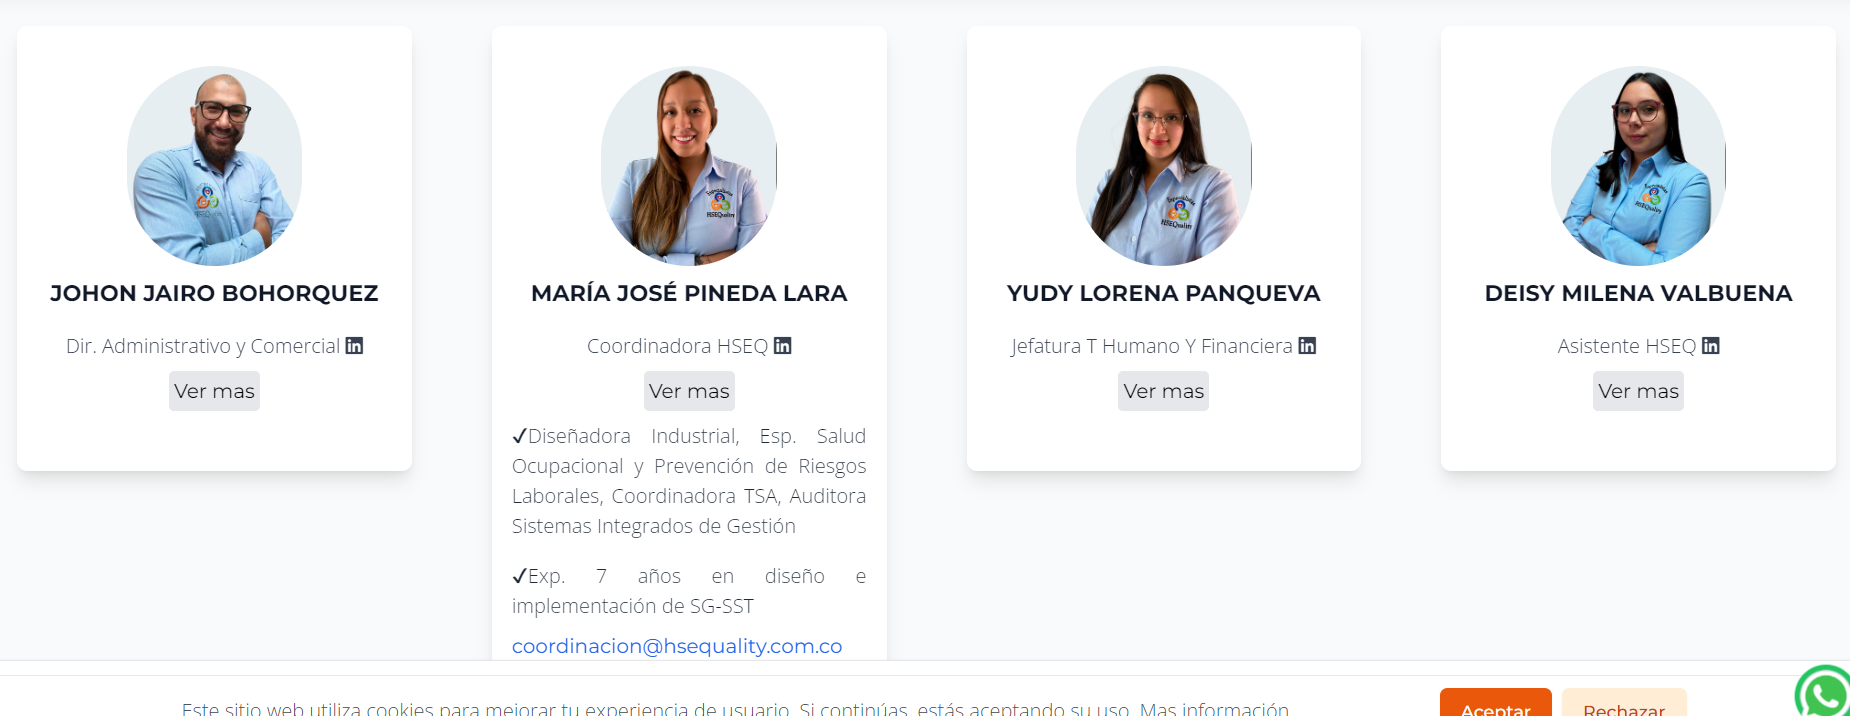 JOHON JAIRO BOHORQUEZ
Dir. Administrativo y Comercial
Ver mas
MARÍA JOSÉ PINEDA LARA
Coordinadora HSEQ
Ver mas
✓Diseñadora Industrial, Esp. Salud
Ocupacional y Prevención de Riesgos
Laborales, Coordinadora TSA, Auditora
Sistemas Integrados de Gestión
✓Exp. 7 años en diseño e
implementación de SG-SST
coordinacion@hsequality.com.co
YUDY LORENA PANQUEVA
Jefatura T Humano Y Financiera
Ver mas
DEISY MILENA VALBUENA
Asistente HSEQ
Ver mas
Este sitio web utiliza cookies para mejorar tu experiencia de usuario. Si continúas, estás aceptando su uso. Mas información
Aceptar
Rechazar